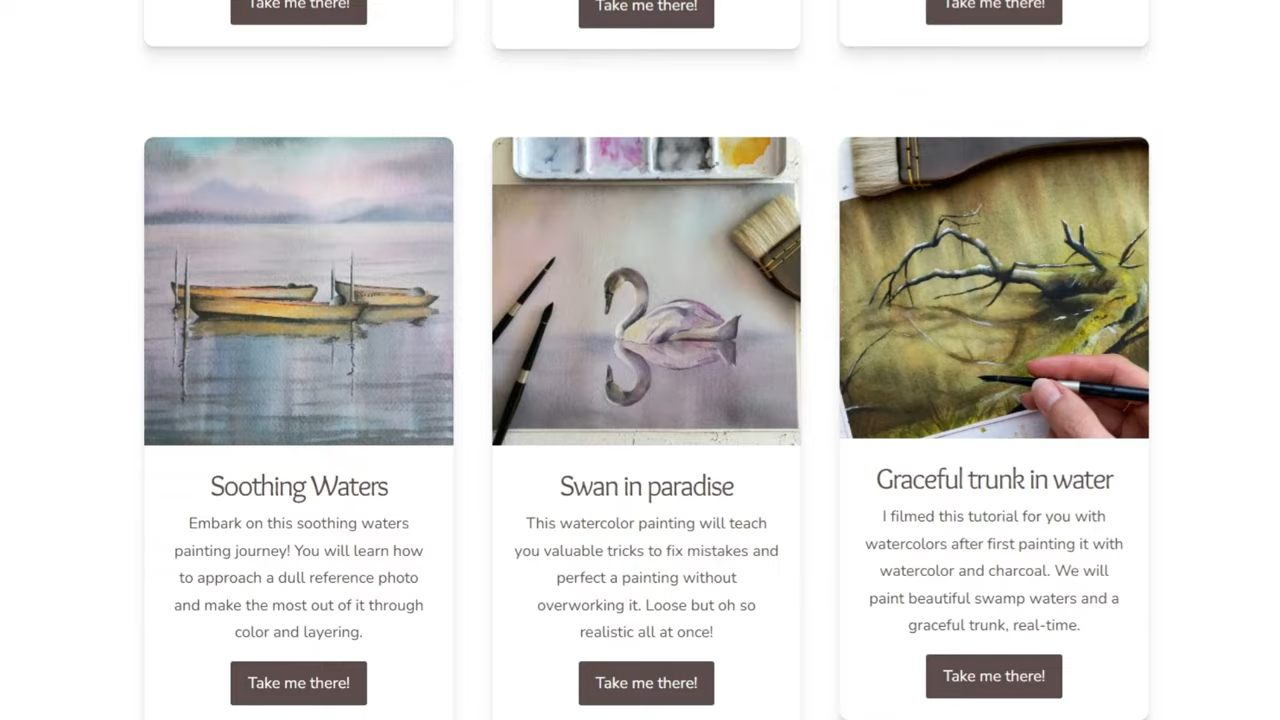 Take me there!
Take me there!
Take me there!
Soothing Waters
Embark on this soothing waters
painting journey! You will learn how
to approach a dull reference photo
and make the most out of it through
color and layering.
Take me there!
Swan in paradise
This watercolor painting will teach
you valuable tricks to fix mistakes and
perfect a painting without
overworking it. Loose but oh so
realistic all at once!
Take me there!
Graceful trunk in water
I filmed this tutorial for you with
watercolors after first painting it with
watercolor and charcoal. We will
paint beautiful swamp waters and a
graceful trunk, real-time.
Take me there!